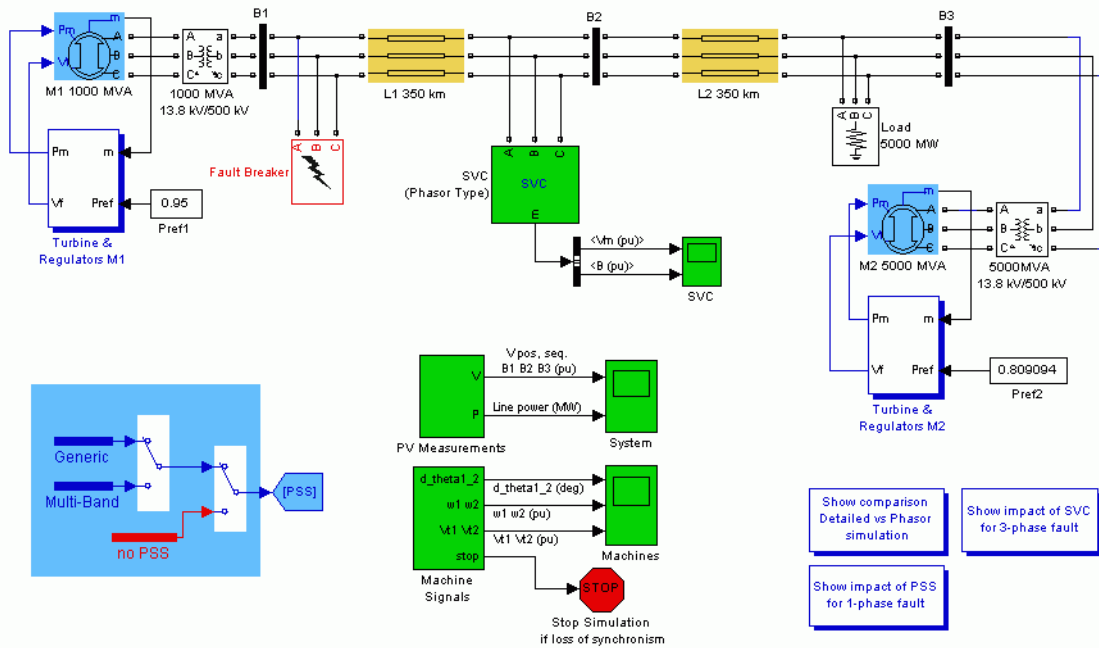 B1
B2
B3
Pm
m
A
B
C
Vf
A a
B b
C c
M1 1000 MVA
1000 MVA
13.8 kV/500 kV
L1 350 km
L2 350 km
A B C
Fault Breaker
A B C
SVC
E
SVC
(Phasor Type)
<Vm (pu)>
<B (pu)>
SVC
A B C
Load
5000 MW
Pm m
Vf Pref
0.95
Pref1
Turbine &
Regulators M1
Pm
m
A
B
C
Vf
A a
B b
C c
M2 5000 MVA
5000MVA
13.8 kV/500 kV
Pm m
Vf Pref
0.809094
Pref2
Turbine &
Regulators M2
Generic
Multi-Band
no PSS
[PSS]
V
P
PV Measurements
Vpos. seq.
B1 B2 B3 (pu)
Line power (MW)
System
d_theta1_2
w1 w2
Vt1 Vt2
stop
Machine
Signals
d_theta1_2 (deg)
w1 w2 (pu)
Vt1 Vt2 (pu)
Machines
STOP
Stop Simulation
if loss of synchronism
Show comparison
Detailed vs Phasor
simulation
Show impact of SVC
for 3-phase fault
Show impact of PSS
for 1-phase fault